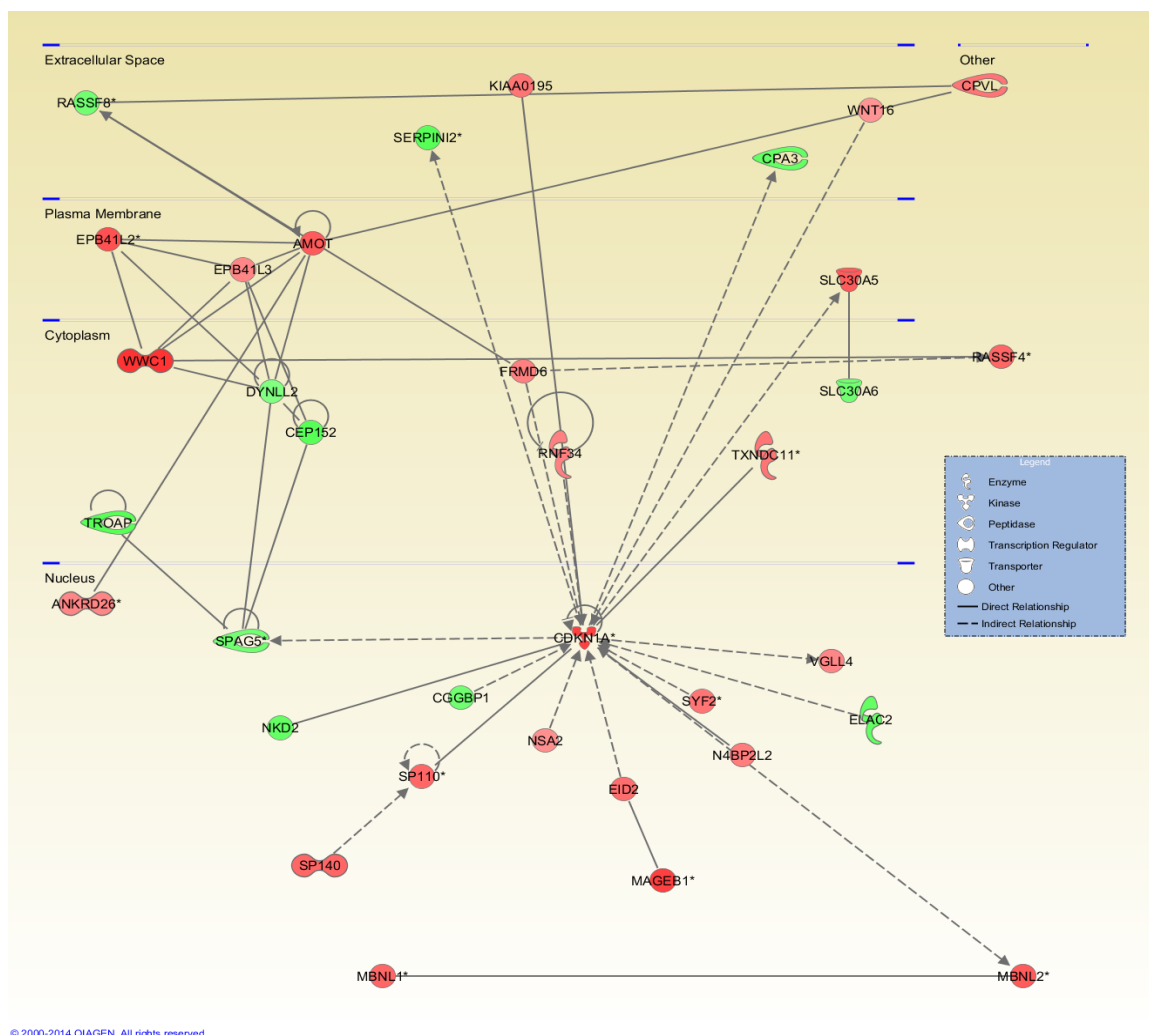 Extracellular Space
Other
KIAA0195
CPVL
RASSF8*
WNT16
SERPINI2*
CPA3
Plasma Membrane
EPB41L2*
AMOT
EPB41L3
SLC30A5
Cytoplasm
WWC1
RASSF4*
FRMD6
DYNLL2
SLC30A6
CEP152
RNF34
TXNDC11*
Legend
Enzyme
Kinase
Peptidase
Transcription Regulator
Transporter
Other
Direct Relationship
Indirect Relationship
TROAP
Nucleus
ANKRD26*
SPAG5*
CDKN1A*
VGLL4
CGGBP1
SYF2*
NKD2
ELAC2
NSA2
N4BP2L2
SP110*
EID2
SP140
MAGEB1*
MBNL1*
MBNL2*
© 2000-2014 QIAGEN. All rights reserved.